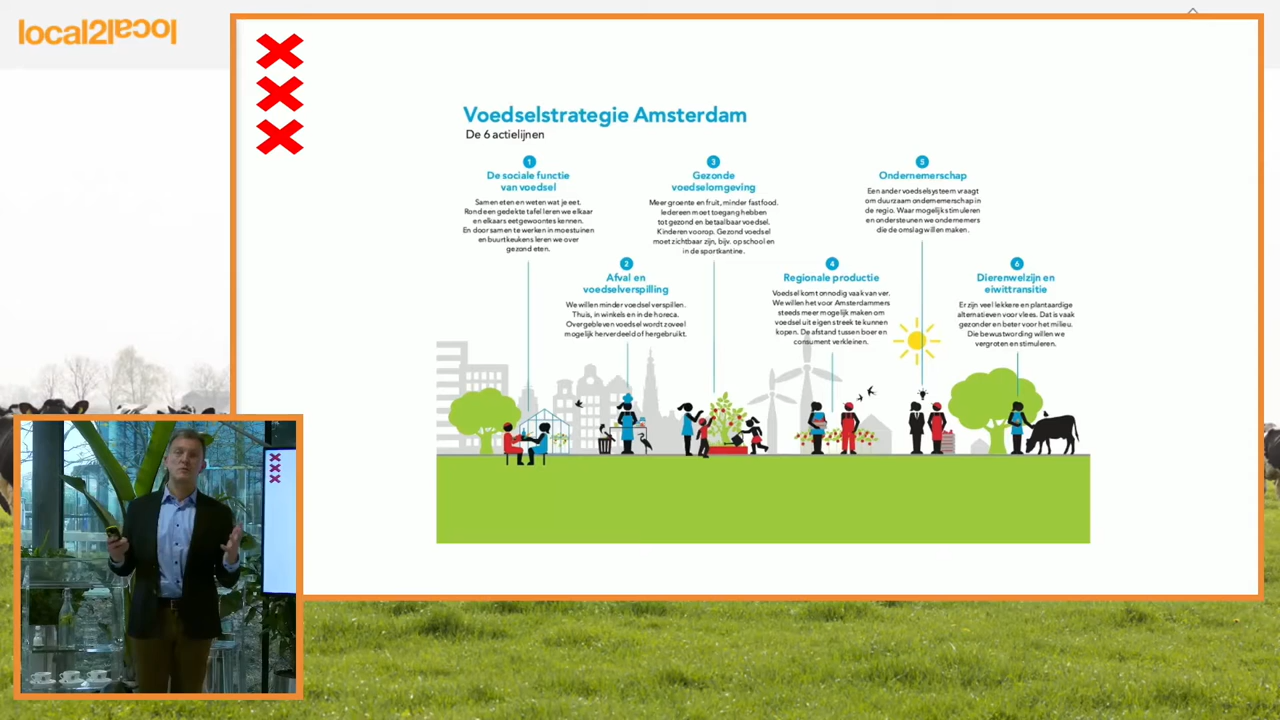 local2local
Voedselstrategie Amsterdam
De 6 actielijnen
1
De sociale functie
van voedsel
Samen eten en weten wat je eet.
Rond een gedekte tafel leren we elkaar
en elkaars eetgewoontes kennen.
En door samen te werken in moestuinen
en buurtkeukens leren we over
gezond eten.
2
Afval en
voedselverspilling
We willen minder voedsel verspillen.
Thuis, in winkels en in de horeca.
Overgebleven voedsel wordt zoveel
mogelijk herverdeeld of hergebruikt.
3
Gezonde
voedselomgeving
Meer groente en fruit, minder fastfood.
Iedereen moet toegang hebben
tot gezond en betaalbaar voedsel.
Kinderen voorop. Gezond voedsel
moet zichtbaar zijn, bijv. op school en
in de sportkantine.
4
Regionale productie
Voedsel komt onnodig vaak van ver.
We willen het voor Amsterdammers
steeds meer mogelijk maken om
voedsel uit eigen streek te kunnen
kopen. De afstand tussen boer en
consument verkleinen.
5
Ondernemerschap
Een ander voedselsysteem vraagt
om duurzaam ondernemerschap in
de regio. Waar mogelijk stimuleren
en ondersteunen we ondernemers
die de omslag willen maken.
6
Dierenwelzijn en
eiwittransitie
Er zijn veel lekkere en plantaardige
alternatieven voor vlees. Dat is vaak
gezonder en beter voor het milieu.
Die bewustwording willen we
vergroten en stimuleren.